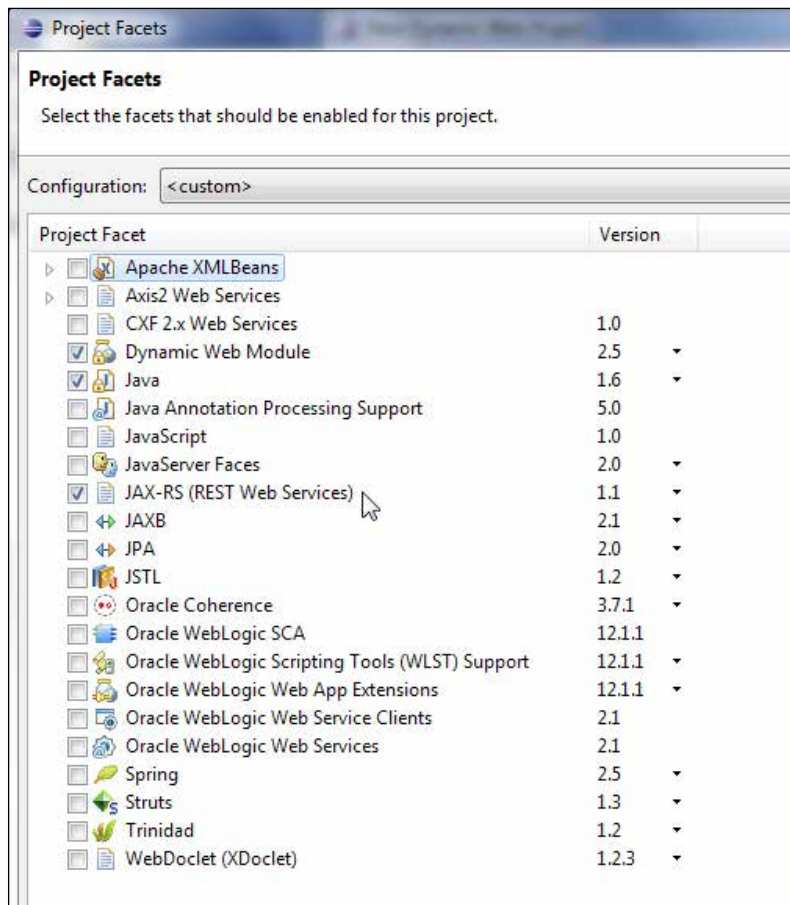 Project Facets
Project Facets
Select the facets that should be enabled for this project.
Configuration: <custom>
Project Facet Version
Apache XMLBeans
Axis2 Web Services
CXF 2.x Web Services 1.0
Dynamic Web Module 2.5
Java 1.6
Java Annotation Processing Support 5.0
JavaScript 1.0
JavaServer Faces 2.0
JAX-RS (REST Web Services) 1.1
JAXB 2.1
JPA 2.0
JSTL 1.2
Oracle Coherence 3.7.1
Oracle WebLogic SCA 12.1.1
Oracle WebLogic Scripting Tools (WLST) Support 12.1.1
Oracle WebLogic Web App Extensions 12.1.1
Oracle WebLogic Web Service Clients 2.1
Oracle WebLogic Web Services 2.1
Spring 2.5
Struts 1.3
Trinidad 1.2
WebDoclet (XDoclet) 1.2.3